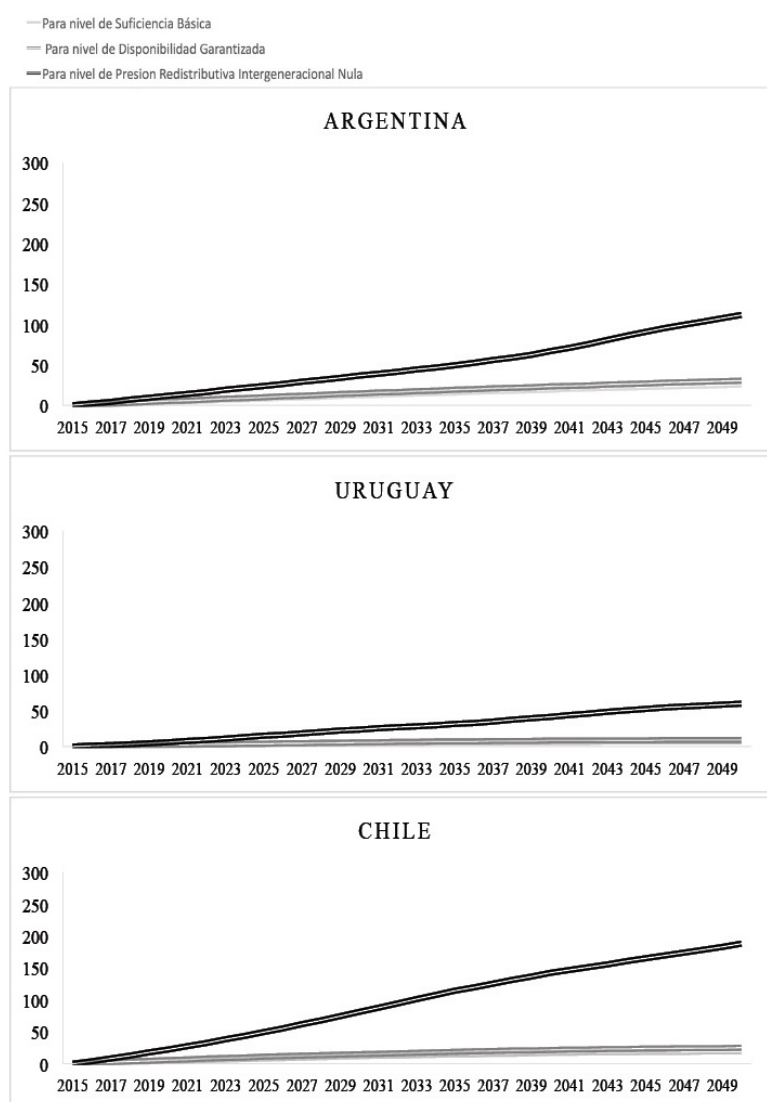 Para nivel de Suficiencia Básica
Para nivel de Disponibilidad Garantizada
Para nivel de Presion Redistributiva Intergeneracional Nula
ARGENTINA
300
250
200
150
100
50
0
2015 2017 2019 2021 2023 2025 2027 2029 2031 2033 2035 2037 2039 2041 2043 2045 2047 2049
URUGUAY
300
250
200
150
100
50
0
2015 2017 2019 2021 2023 2025 2027 2029 2031 2033 2035 2037 2039 2041 2043 2045 2047 2049
CHILE
300
250
200
150
100
50
0
2015 2017 2019 2021 2023 2025 2027 2029 2031 2033 2035 2037 2039 2041 2043 2045 2047 2049